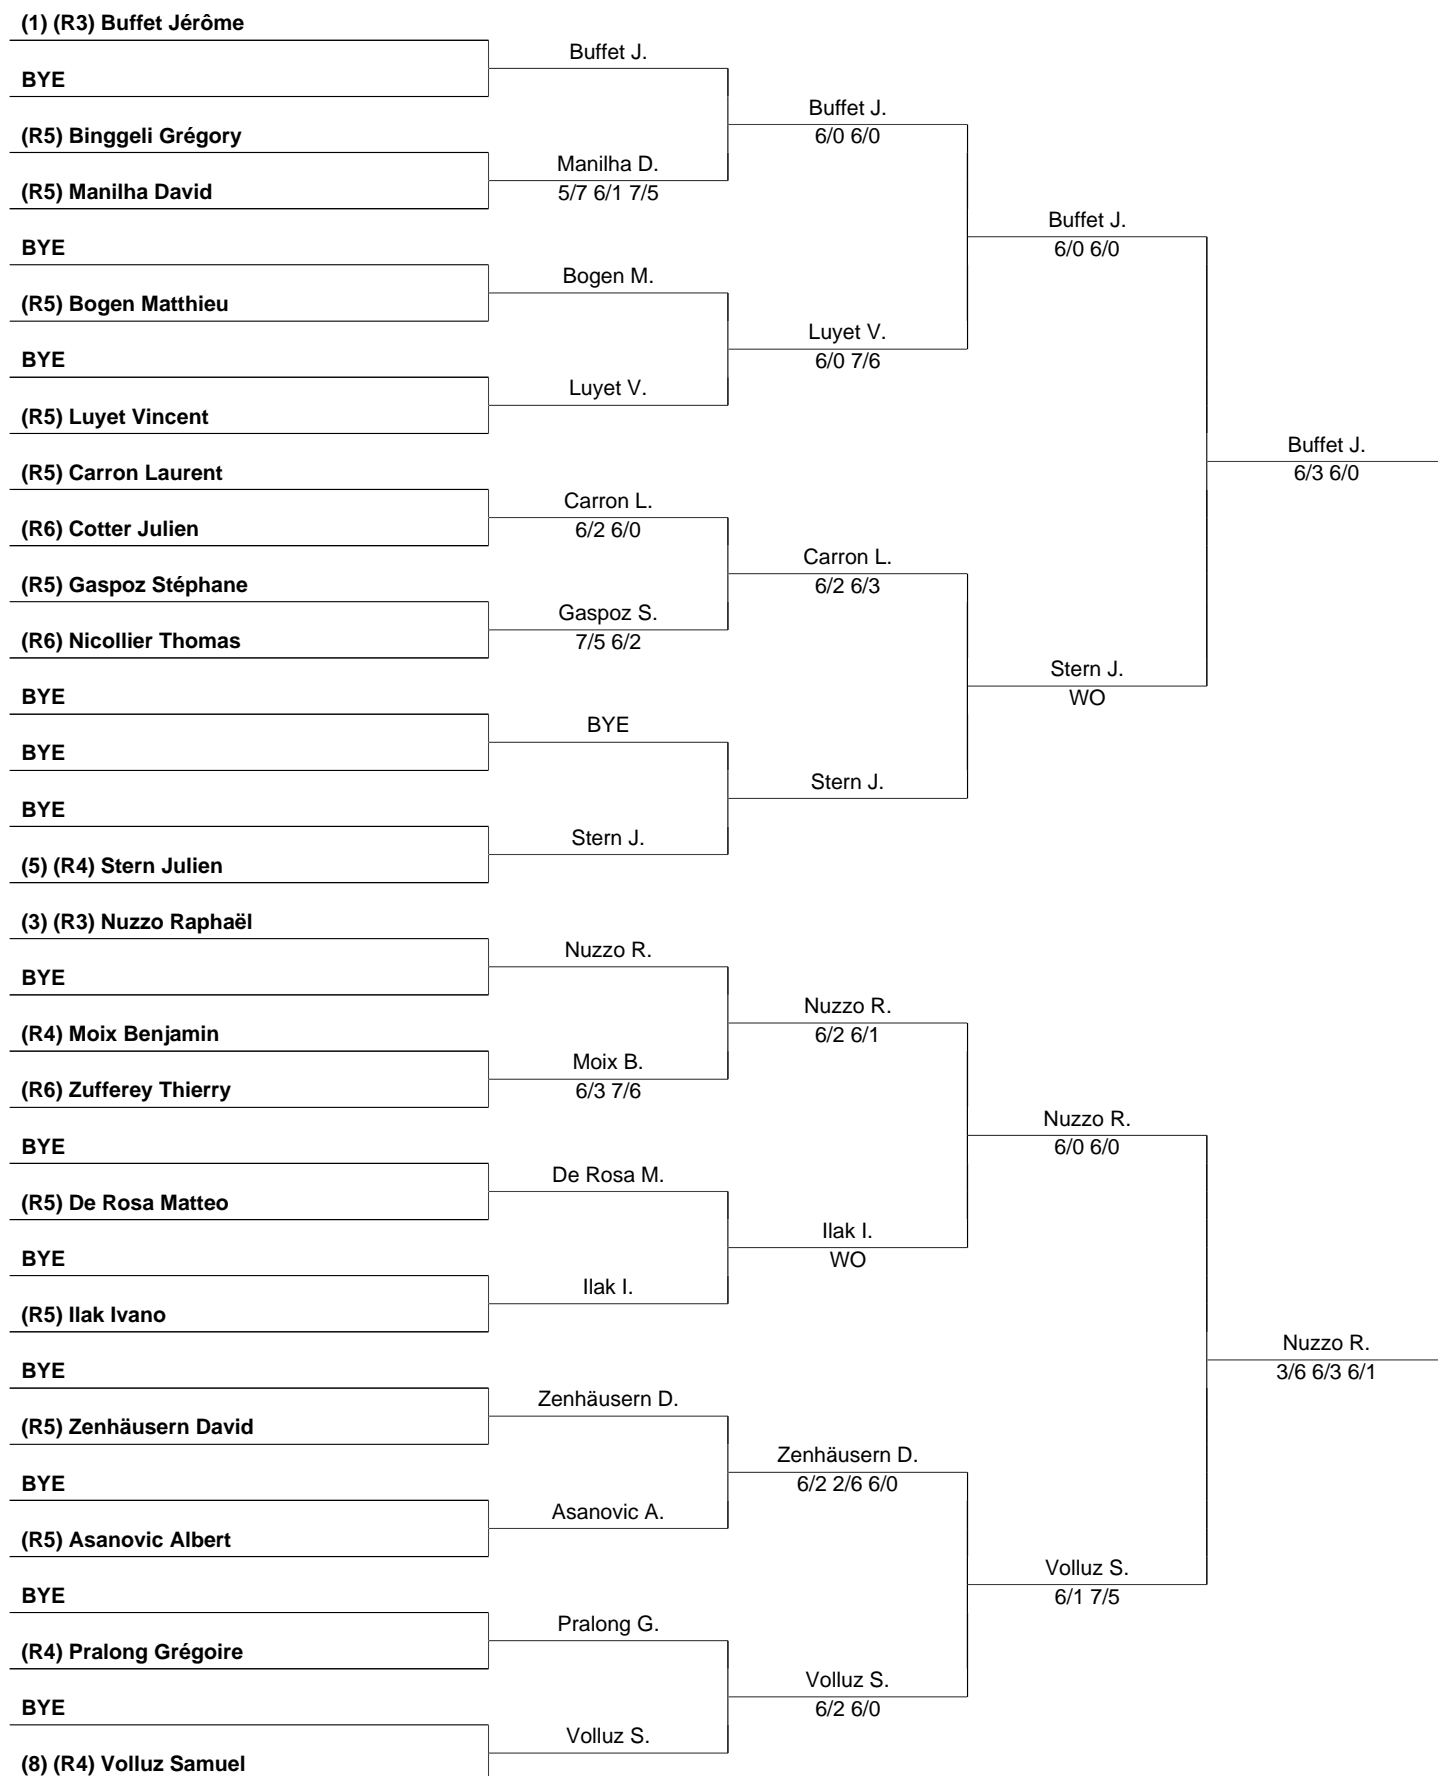 (1) (R3) Buffet Jérôme
BYE
(R5) Binggeli Grégory
(R5) Manilha David
BYE
(R5) Bogen Matthieu
BYE
(R5) Luyet Vincent
(R5) Carron Laurent
(R6) Cotter Julien
(R5) Gaspoz Stéphane
(R6) Nicollier Thomas
BYE
BYE
BYE
(5) (R4) Stern Julien
(3) (R3) Nuzzo Raphaël
BYE
(R4) Moix Benjamin
(R6) Zufferey Thierry
BYE
(R5) De Rosa Matteo
BYE
(R5) Ilak Ivano
BYE
(R5) Zenhäusern David
BYE
(R5) Asanovic Albert
BYE
(R4) Pralong Grégoire
BYE
(8) (R4) Volluz Samuel
Buffet J.
Manilha D.
5/7 6/1 7/5
Bogen M.
Luyet V.
Carron L.
6/2 6/0
Gaspoz S.
7/5 6/2
BYE
Stern J.
Nuzzo R.
Moix B.
6/3 7/6
De Rosa M.
Ilak I.
Zenhäusern D.
Asanovic A.
Pralong G.
Volluz S.
Buffet J.
6/0 6/0
Luyet V.
6/0 7/6
Carron L.
6/2 6/3
Stern J.
Nuzzo R.
6/2 6/1
Ilak I.
WO
Zenhäusern D.
6/2 2/6 6/0
Volluz S.
6/2 6/0
Buffet J.
6/0 6/0
Stern J.
WO
Nuzzo R.
6/0 6/0
Volluz S.
6/1 7/5
Buffet J.
6/3 6/0
Nuzzo R.
3/6 6/3 6/1